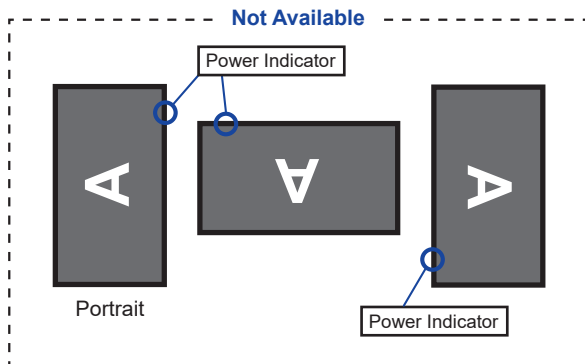 Not Available
Power Indicator
A
A
A
Portrait
Power Indicator